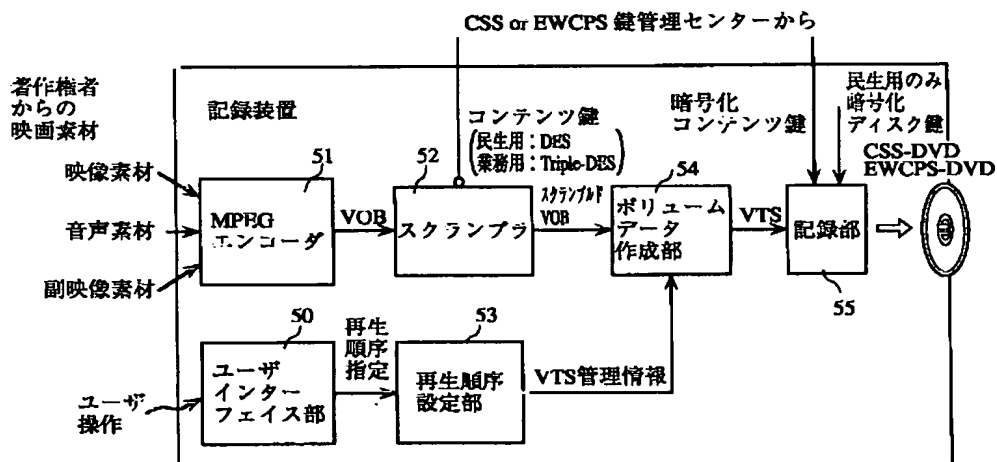 CSS or EWCPS 鍵管理センターから
著作権者
からの
映画素材
記録装置
コンテンツ鍵
(民生用:DES
業務用:Triple-DES)
暗号化
コンテンツ鍵
民生用のみ
暗号化
ディスク鍵
CSS-DVD
EWCPS-DVD
映像素材
音声素材
副映像素材
51
MPEG
エンコーダ
VOB
52
スクランブラ
スクランブルド
VOB
54
ボリューム
データ
作成部
VTS
記録部
55
50
ユーザ
インター
フェイス部
再生
順序
指定
53
再生順序
設定部
VTS管理情報
ユーザ
操作